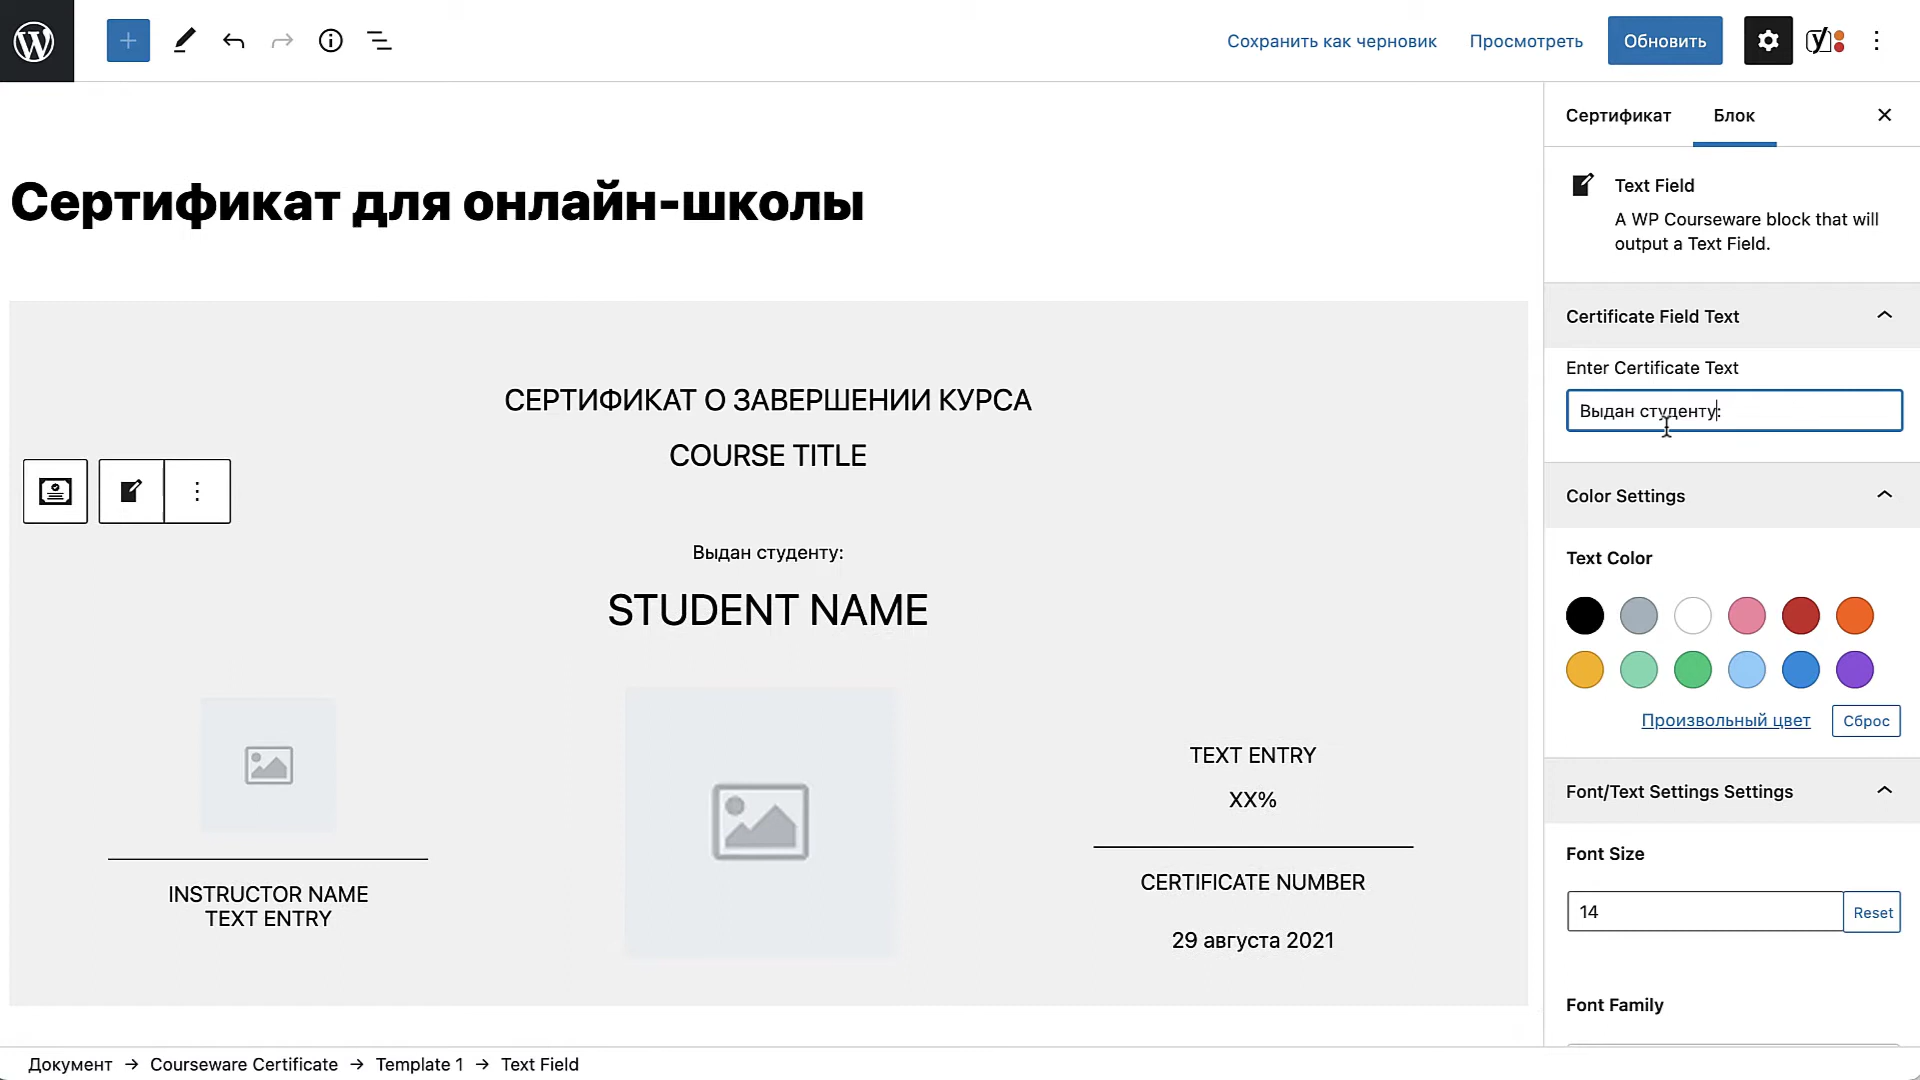 Сохранить как черновик
Просмотреть
Обновить
Сертификат
Блок
Text Field
A WP Courseware block that will
output a Text Field.
Certificate Field Text
Enter Certificate Text
Выдан студенту:
Color Settings
Text Color
Произвольный цвет
Сброс
Font/Text Settings Settings
Font Size
14
Reset
Font Family
Сертификат для онлайн-школы
СЕРТИФИКАТ О ЗАВЕРШЕНИИ КУРСА
COURSE TITLE
Выдан студенту:
STUDENT NAME
INSTRUCTOR NAME
TEXT ENTRY
TEXT ENTRY
XX%
CERTIFICATE NUMBER
29 августа 2021
Документ → Courseware Certificate → Template 1 → Text Field